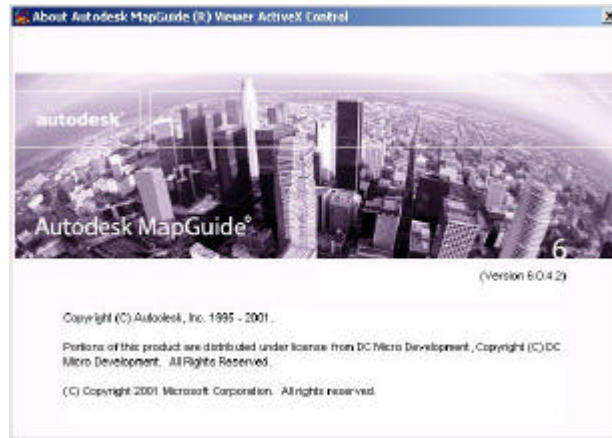 About Autodesk MapGuide (R) Viewer ActiveX Control
autodesk
Autodesk MapGuide®
6
(Version 6.0.4.2)
Copyright (C) Autodesk, Inc. 1995 - 2001.
Portions of this product are distributed under license from DC Micro Development, Copyright (C) DC
Micro Development. All Rights Reserved.
(C) Copyright 2001 Microsoft Corporation. All rights reserved.